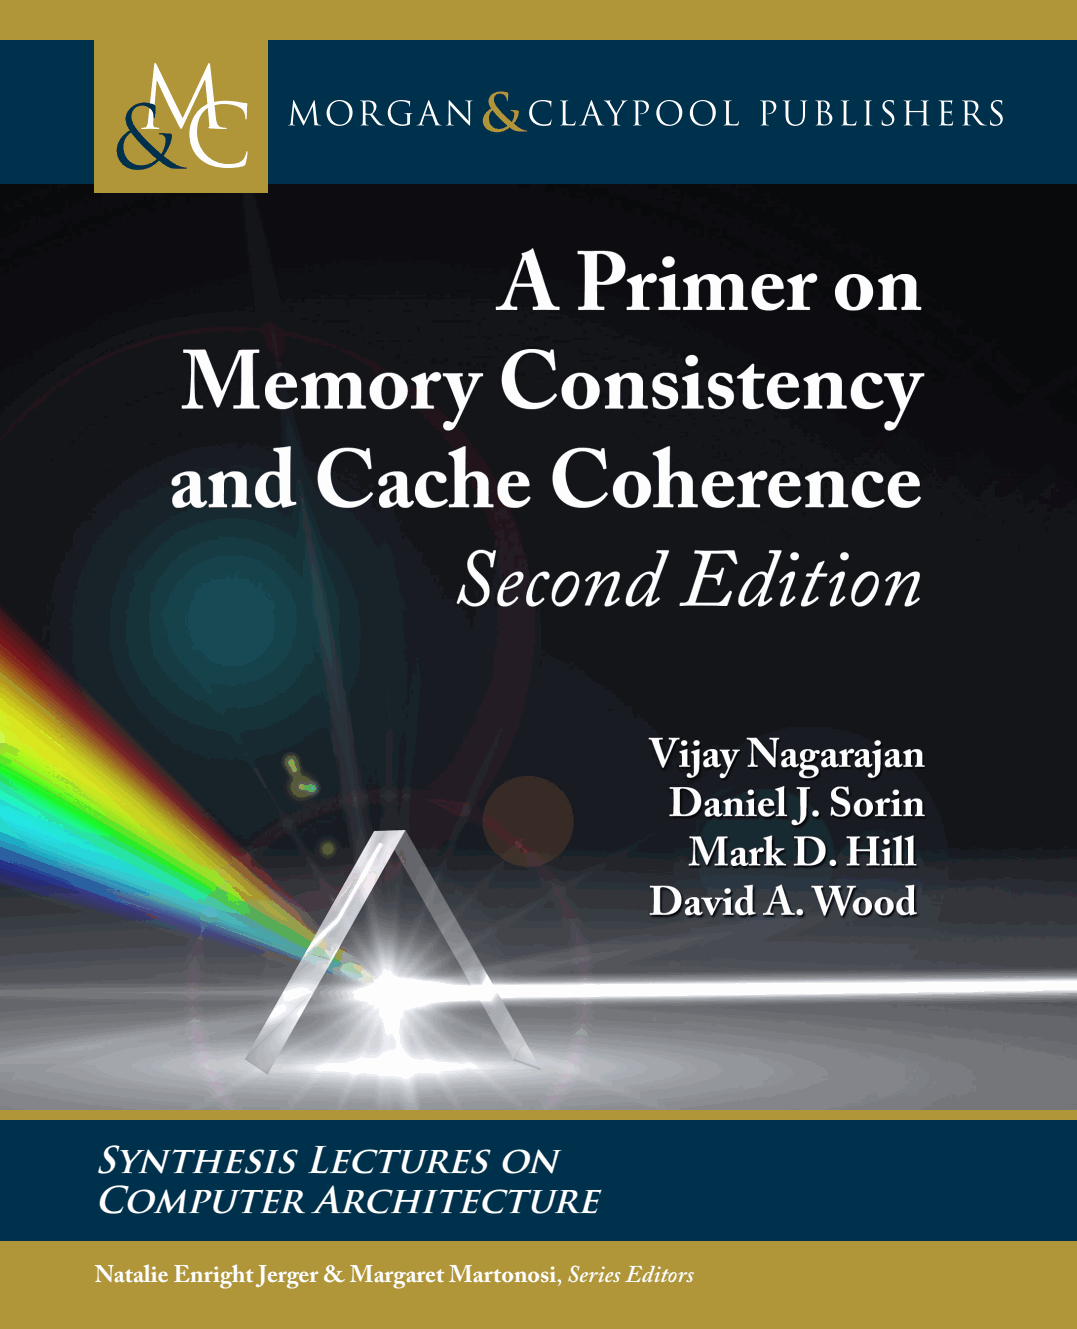 M
&C
MORGAN & CLAYPOOL PUBLISHERS
A Primer on
Memory Consistency
and Cache Coherence
Second Edition
Vijay Nagarajan
Daniel J. Sorin
Mark D. Hill
David A. Wood
SYNTHESIS LECTURES ON
COMPUTER ARCHITECTURE
Natalie Enright Jerger & Margaret Martonosi, Series Editors